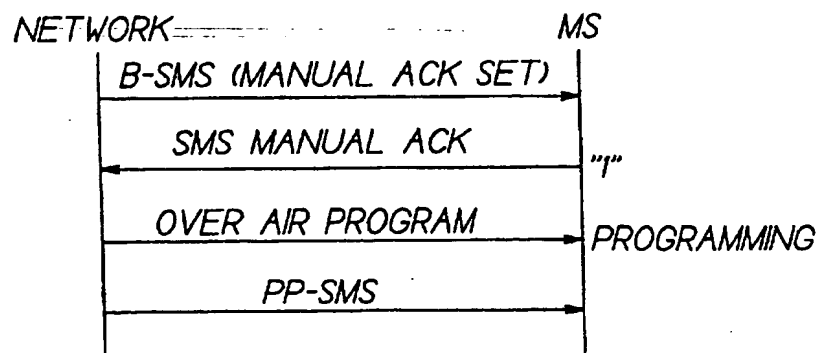 NETWORK MS
B-SMS (MANUAL ACK SET)
SMS MANUAL ACK
"1"
OVER AIR PROGRAM
PROGRAMMING
PP-SMS